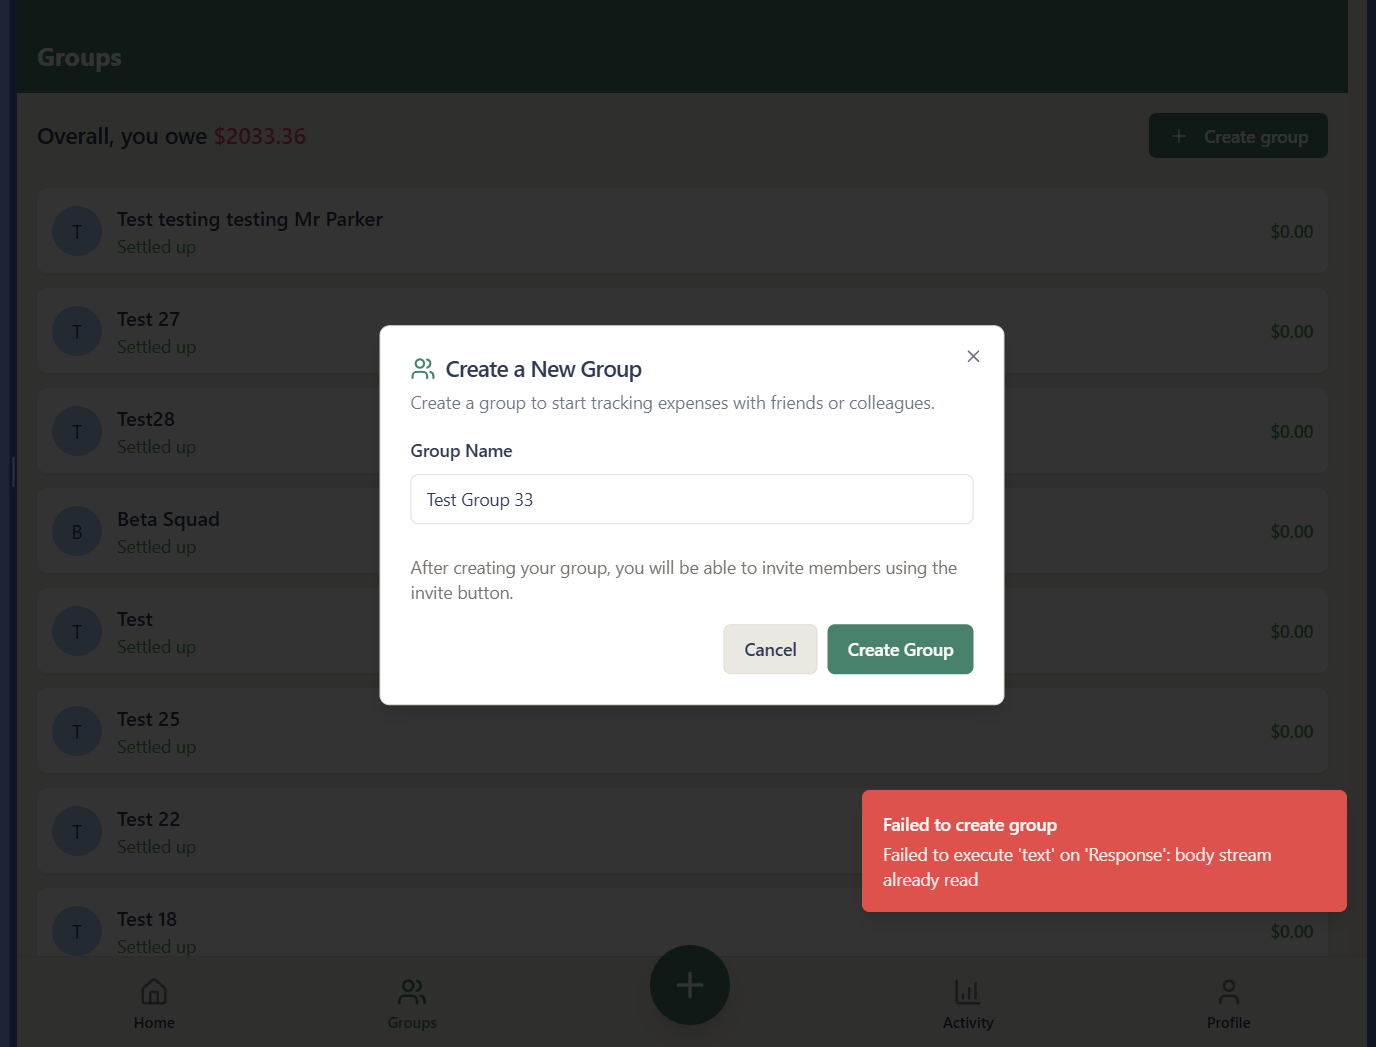 Groups
Overall, you owe $2033.36
Create group
T
Test testing testing Mr Parker
Settled up
$0.00
T
Test 27
Settled up
$0.00
T
Test28
Settled up
$0.00
B
Beta Squad
Settled up
$0.00
T
Test
Settled up
$0.00
T
Test 25
Settled up
$0.00
T
Test 22
Settled up
T
Test 18
Settled up
$0.00
Create a New Group
Create a group to start tracking expenses with friends or colleagues.
Group Name
Test Group 33
After creating your group, you will be able to invite members using the
invite button.
Cancel
Create Group
Failed to create group
Failed to execute 'text' on 'Response': body stream
already read
Home
Groups
Activity
Profile